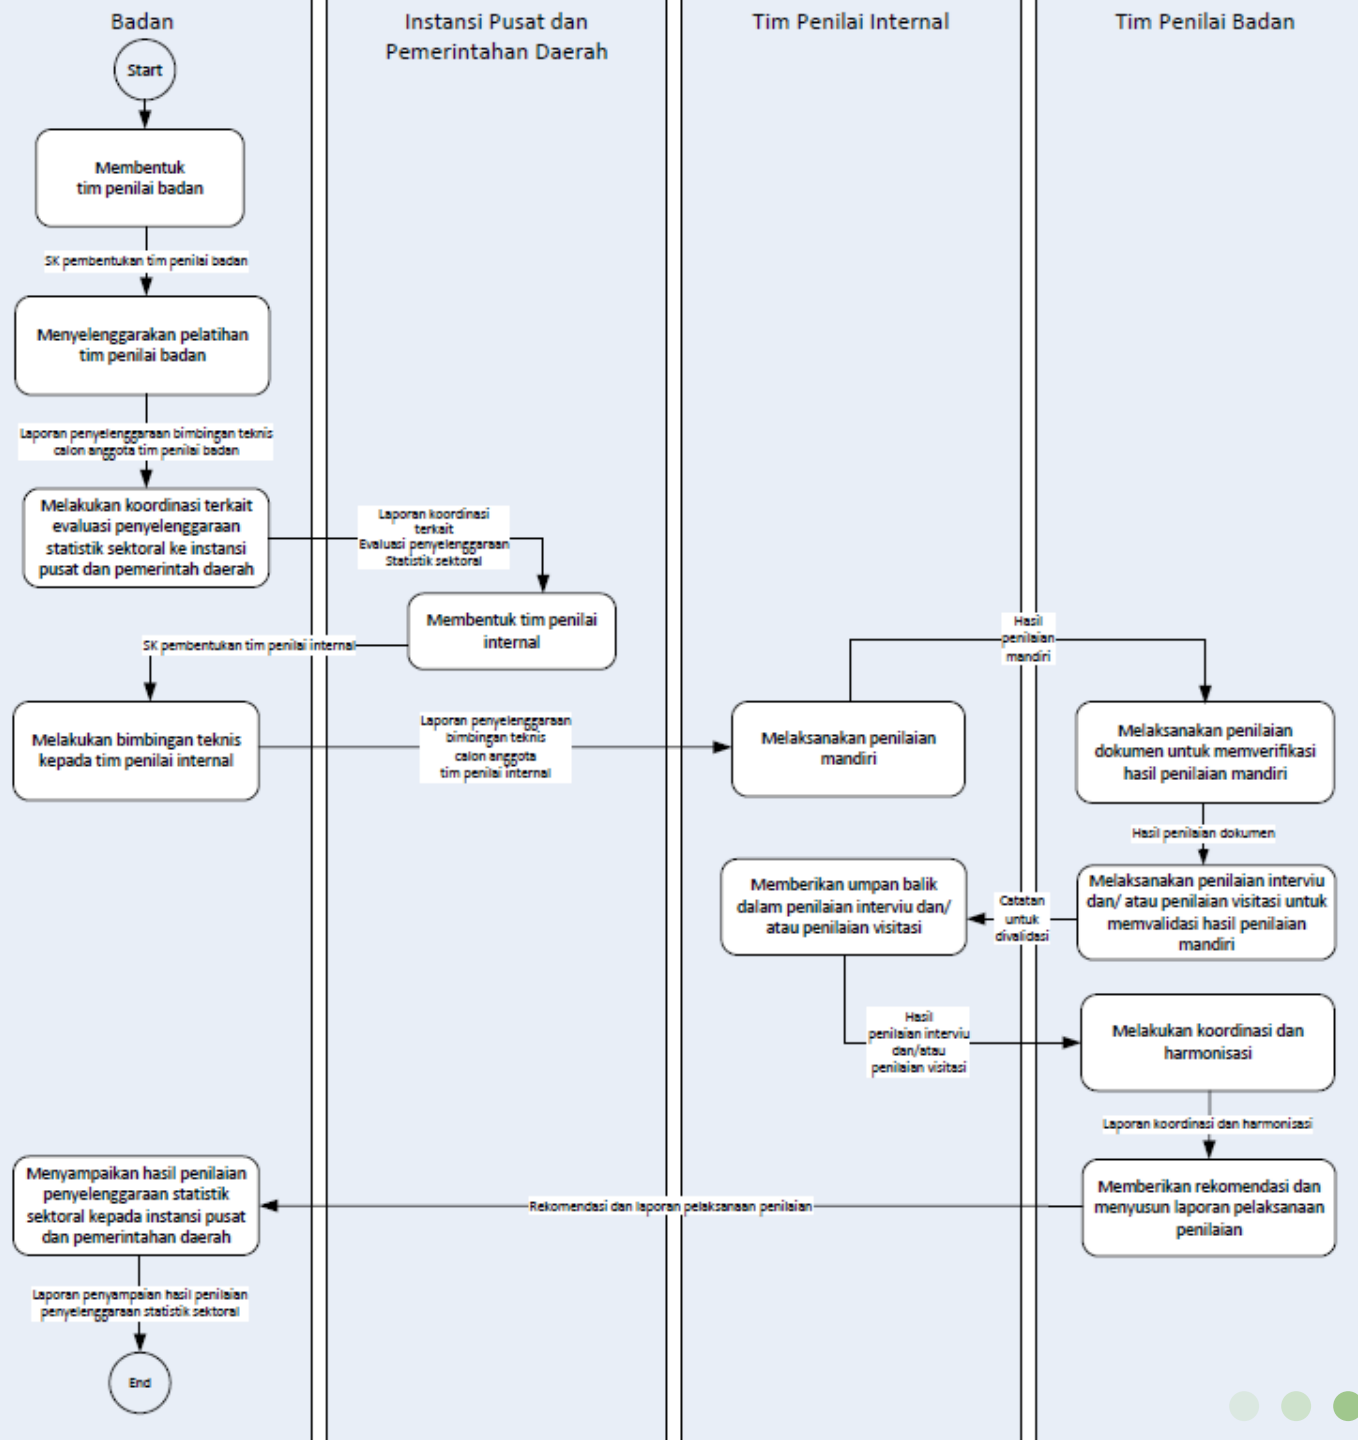 Badan
Instansi Pusat dan
Pemerintahan Daerah
Tim Penilai Internal
Tim Penilai Badan
Start
Membentuk
tim penilai badan
SK pembentukan tim penilai badan
Menyelenggarakan pelatihan
tim penilai badan
Laporan penyelenggaraan bimbingan teknis
calon anggota tim penilai badan
Melakukan koordinasi terkait
evaluasi penyelenggaraan
statistik sektoral ke instansi
pusat dan pemerintah daerah
Laporan koordinasi
terkait
Evaluasi penyelenggaraan
Statistik sektoral
Membentuk tim penilai
internal
SK pembentukan tim penilai internal
Melakukan bimbingan teknis
kepada tim penilai internal
Laporan penyelenggaraan
bimbingan teknis
calon anggota
tim penilai internal
Melaksanakan penilaian
mandiri
Hasil
penilaian
mandiri
Melaksanakan penilaian
dokumen untuk memverifikasi
hasil penilaian mandiri
Hasil penilaian dokumen
Melaksanakan penilaian interviu
dan/ atau penilaian visitasi untuk
memvalidasi hasil penilaian
mandiri
Catatan
untuk
divalidasi
Memberikan umpan balik
dalam penilaian interviu dan/
atau penilaian visitasi
Hasil
penilaian interviu
dan/atau
penilaian visitasi
Melakukan koordinasi dan
harmonisasi
Laporan koordinasi dan harmonisasi
Memberikan rekomendasi dan
menyusun laporan pelaksanaan
penilaian
Rekomendasi dan laporan pelaksanaan penilaian
Menyampaikan hasil penilaian
penyelenggaraan statistik
sektoral kepada instansi pusat
dan pemerintahan daerah
Laporan penyampaian hasil penilaian
penyelenggaraan statistik sektoral
End